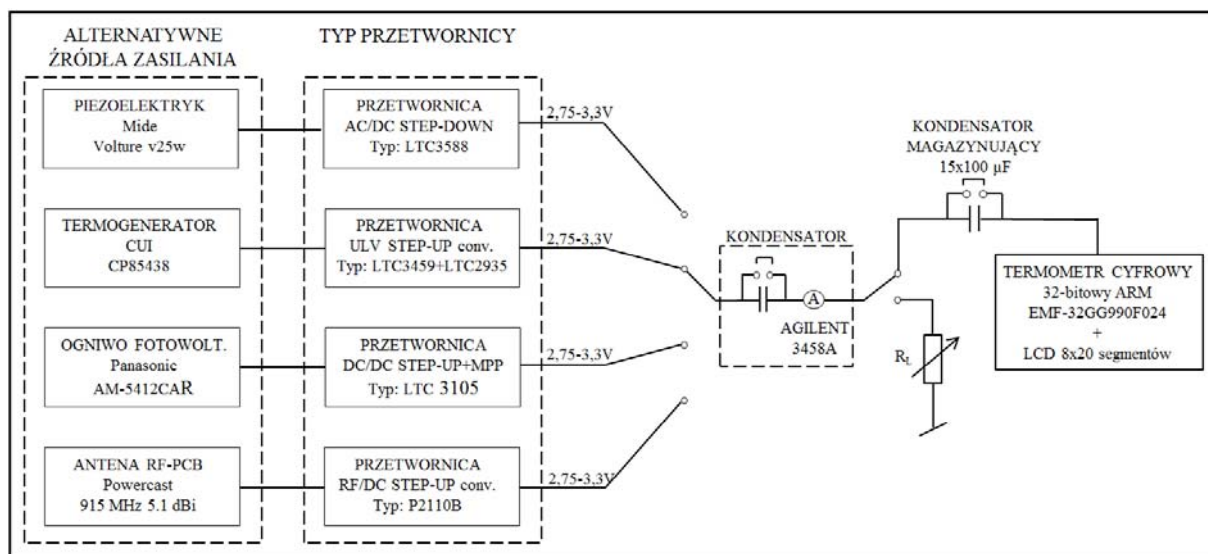 ALTERNATYWNE
ŹRÓDŁA ZASILANIA
TYP PRZETWORNICY
PIEZOELEKTRYK
Mide
Volture v25w
PRZETWORNICA
AC/DC STEP-DOWN
Typ: LTC3588
2,75-3,3V
TERMOGENERATOR
CUI
CP85438
PRZETWORNICA
ULV STEP-UP conv.
Typ: LTC3459+LTC2935
2,75-3,3V
OGNIWO FOTOWOLT.
Panasonic
AM-5412CAR
PRZETWORNICA
DC/DC STEP-UP+MPP
Typ: LTC 3105
2,75-3,3V
ANTENA RF-PCB
Powercast
915 MHz 5.1 dBi
PRZETWORNICA
RF/DC STEP-UP conv.
Typ: P2110B
2,75-3,3V
KONDENSATOR
A
AGILENT
3458A
KONDENSATOR
MAGAZYNUJĄCY
15x100 µF
RL
TERMOMETR CYFROWY
32-bitowy ARM
EMF-32GG990F024
+
LCD 8x20 segmentów